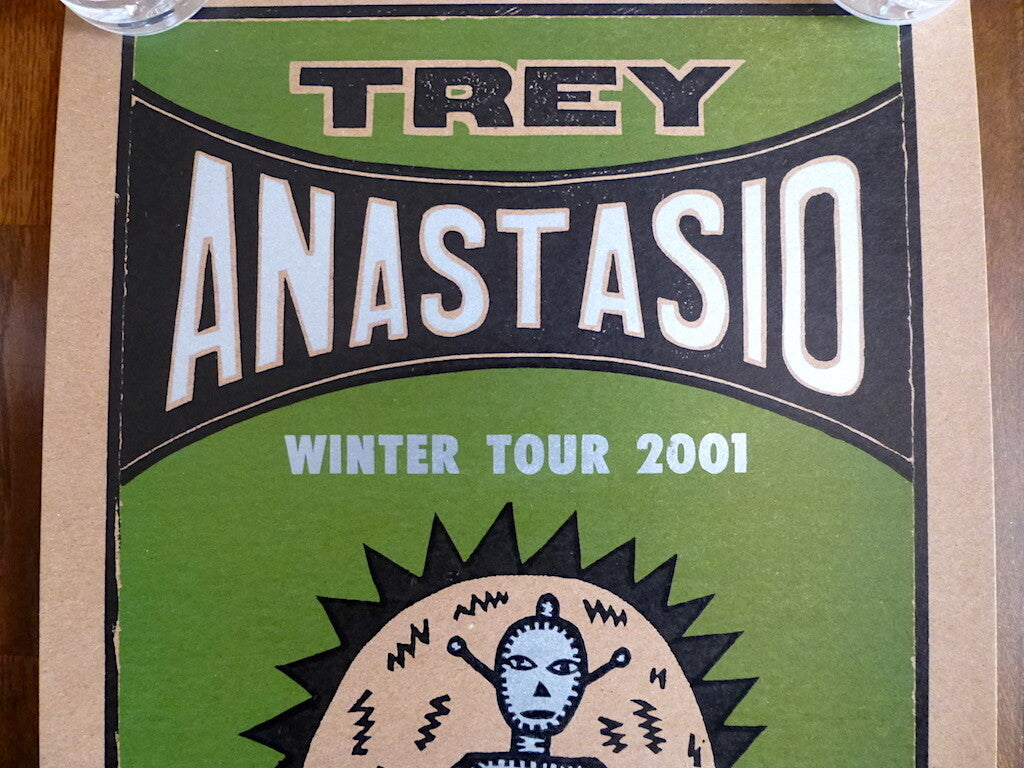 TREY
ANASTASIO
WINTER TOUR 2001